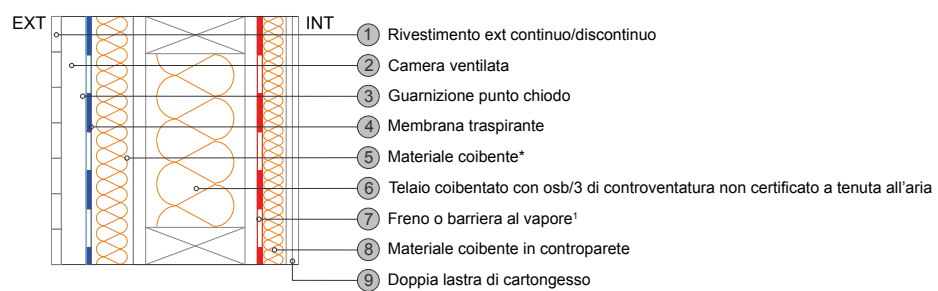 EXT
INT
1 Rivestimento ext continuo/discontinuo
2 Camera ventilata
3 Guarnizione punto chiodo
4 Membrana traspirante
5 Materiale coibente*
6 Telaio coibentato con osb/3 di controventatura non certificato a tenuta all'aria
7 Freno o barriera al vapore¹
8 Materiale coibente in controparete
9 Doppia lastra di cartongesso